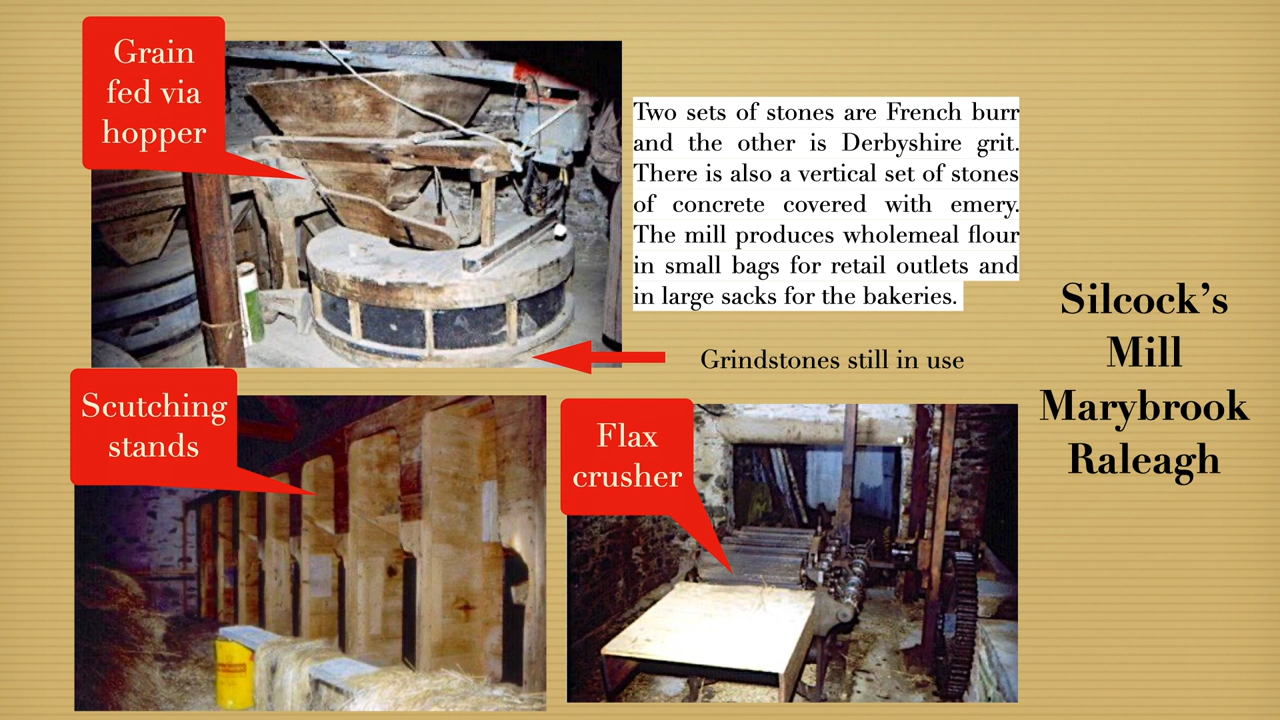 Grain
fed via
hopper
Two sets of stones are French burr
and the other is Derbyshire grit.
There is also a vertical set of stones
of concrete covered with emery.
The mill produces wholemeal flour
in small bags for retail outlets and
in large sacks for the bakeries.
Grindstones still in use
Silcock’s
Mill
Marybrook
Raleagh
Scutching
stands
Flax
crusher